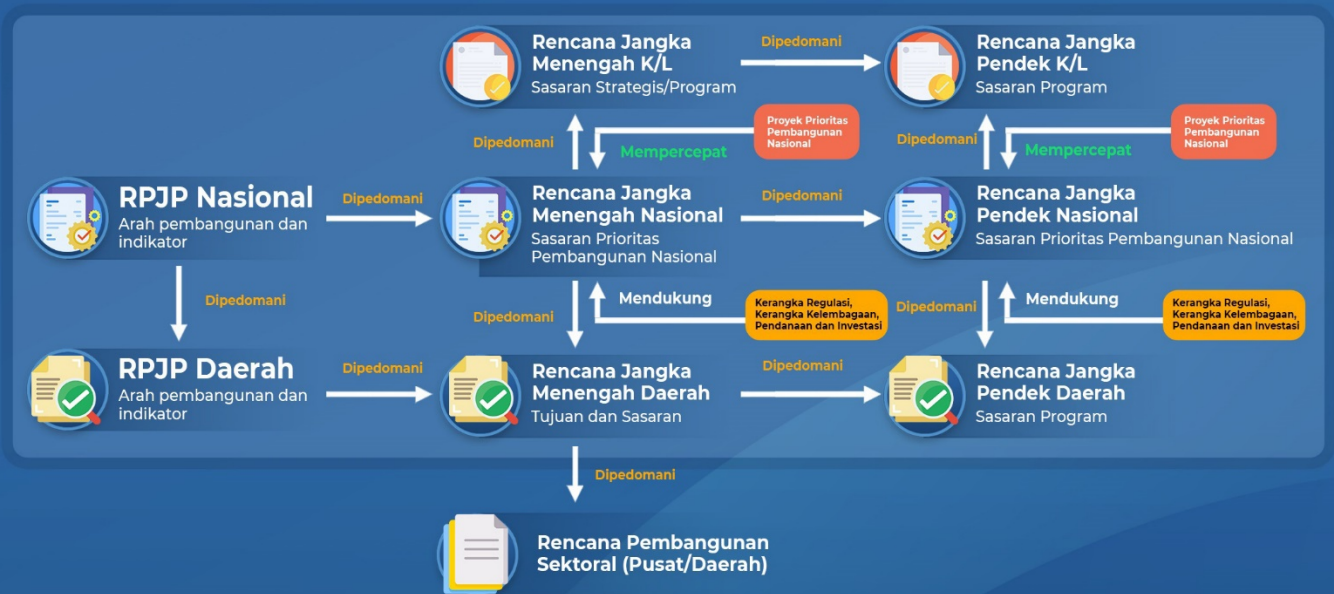 Rencana Jangka
Menengah K/L
Sasaran Strategis/Program
Dipedomani
Rencana Jangka
Pendek K/L
Sasaran Program
Dipedomani
Mempercepat
Proyek Prioritas
Pembangunan
Nasional
Dipedomani
Mempercepat
Proyek Prioritas
Pembangunan
Nasional
RPJP Nasional
Arah pembangunan dan
indikator
Dipedomani
Rencana Jangka
Menengah Nasional
Sasaran Prioritas
Pembangunan Nasional
Dipedomani
Rencana Jangka
Pendek Nasional
Sasaran Prioritas Pembangunan Nasional
Dipedomani
Dipedomani
Mendukung
Kerangka Regulasi,
Kerangka Kelembagaan,
Pendanaan dan Investasi
Dipedomani
Mendukung
Kerangka Regulasi,
Kerangka Kelembagaan,
Pendanaan dan Investasi
RPJP Daerah
Arah pembangunan dan
indikator
Dipedomani
Rencana Jangka
Menengah Daerah
Tujuan dan Sasaran
Dipedomani
Rencana Jangka
Pendek Daerah
Sasaran Program
Dipedomani
Rencana Pembangunan
Sektoral (Pusat/Daerah)